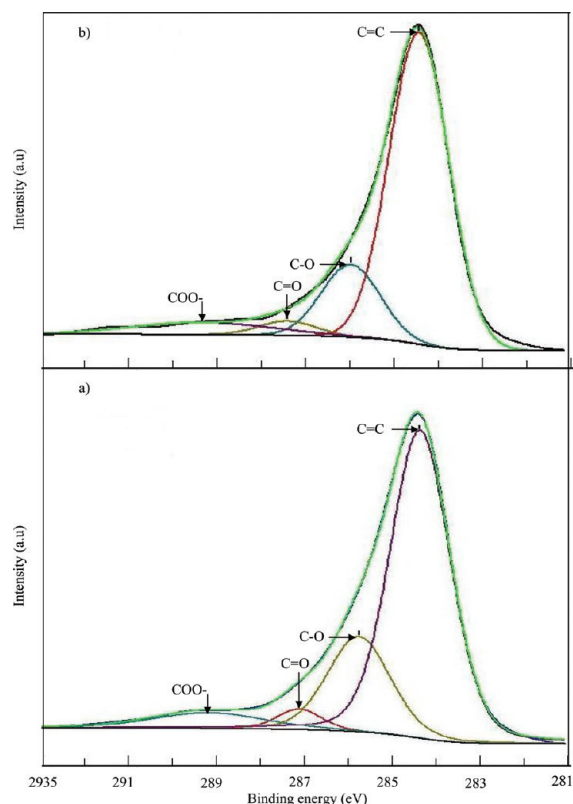 b)
C=C
C-O
C=O
COO-
Intensity (a.u)
a)
C=C
C-O
C=O
COO-
Intensity (a.u)
2935 291 289 287 285 283 281
Binding energy (eV)